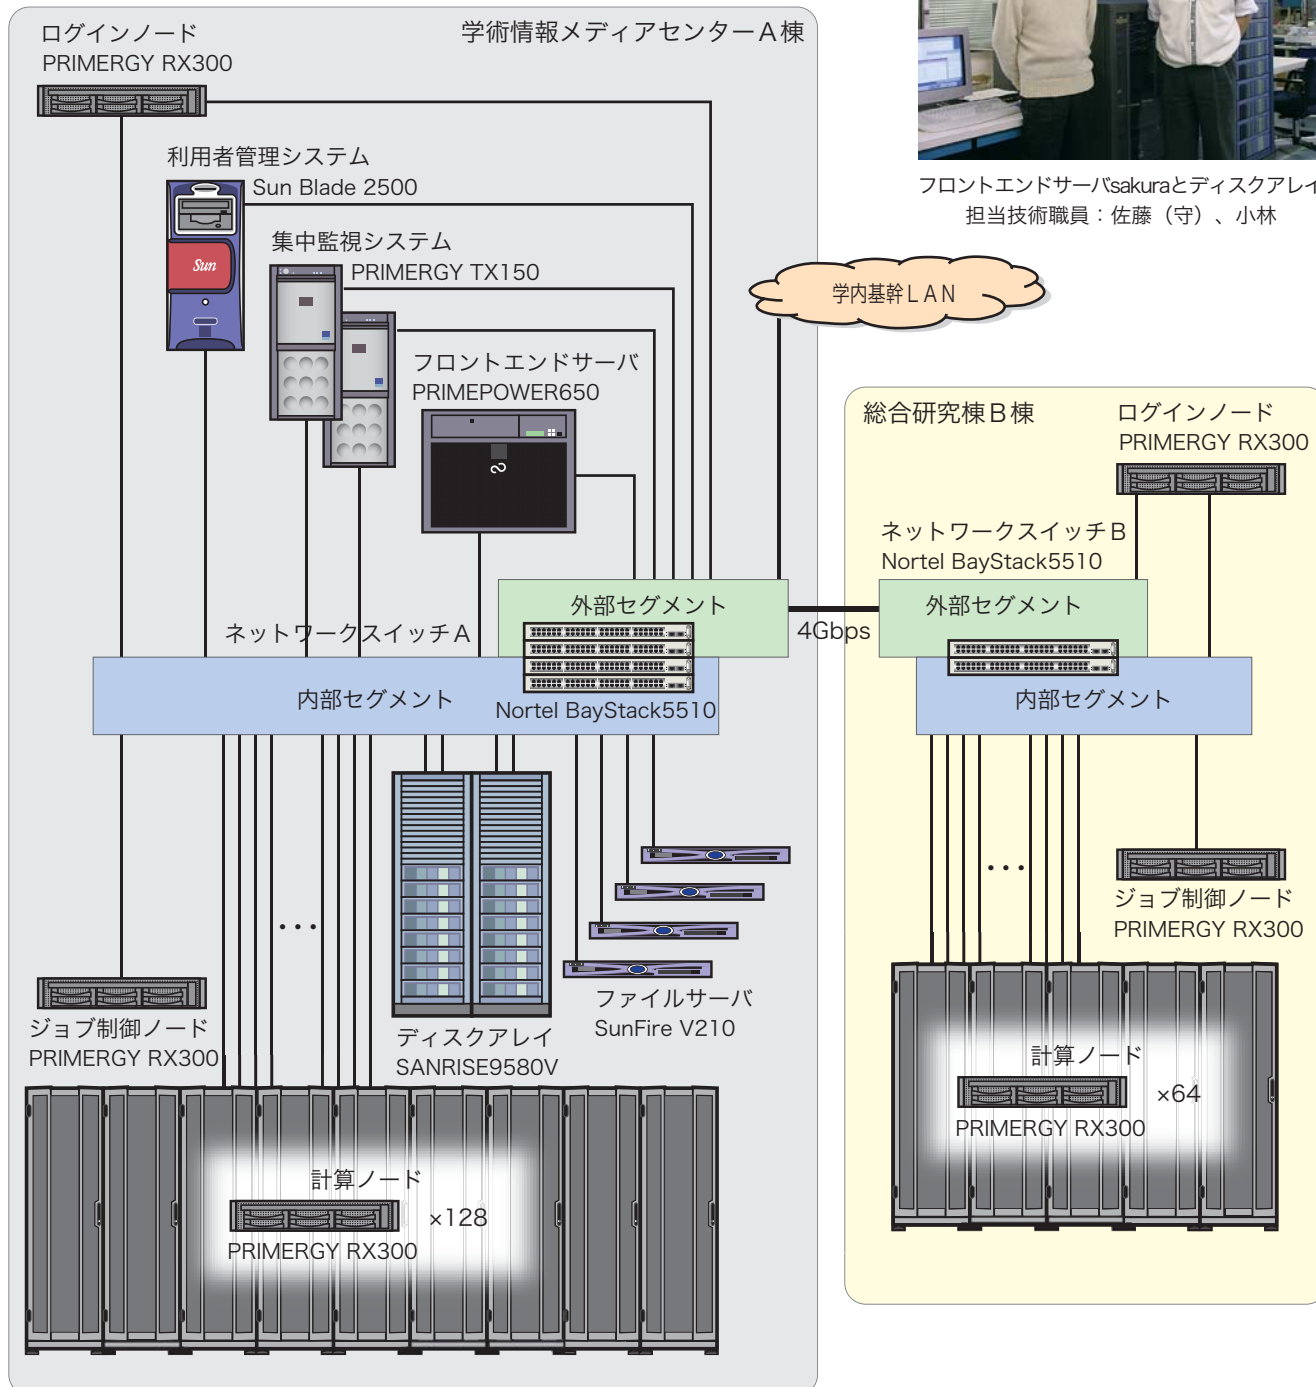 学術情報メディアセンターA棟
ログインノード
PRIMERGY RX300
利用者管理システム
Sun Blade 2500
Sun
集中監視システム
PRIMERGY TX150
フロントエンドサーバ
PRIMEPOWER650
フロントエンドサーバsakuraとディスクアレイ
担当技術職員：佐藤（守）、小林
学内基幹LAN
外部セグメント
ネットワークスイッチA
内部セグメント
Nortel BayStack5510
4Gbps
総合研究棟B棟
ログインノード
PRIMERGY RX300
ネットワークスイッチB
Nortel BayStack5510
外部セグメント
内部セグメント
...
ジョブ制御ノード
PRIMERGY RX300
ディスクアレイ
SANRISE9580V
ファイルサーバ
SunFire V210
計算ノード
×128
PRIMERGY RX300
...
ジョブ制御ノード
PRIMERGY RX300
計算ノード
×64
PRIMERGY RX300